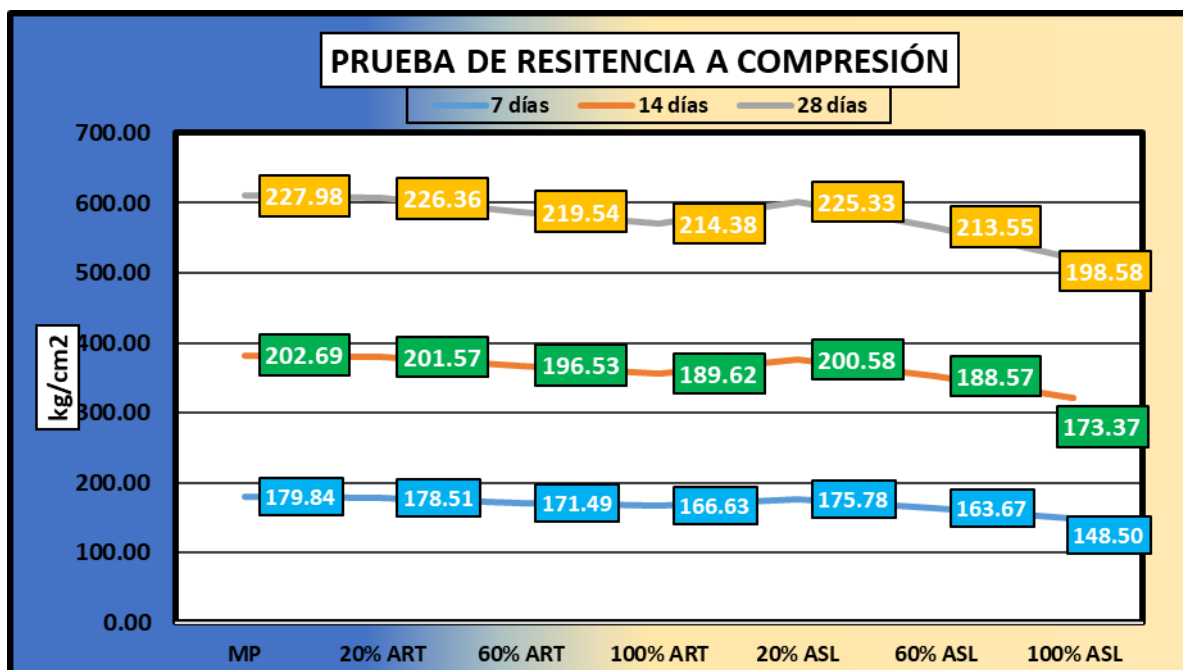 PRUEBA DE RESITENCIA A COMPRESIÓN
7 días 14 días 28 días
700.00
600.00
500.00
400.00
300.00
200.00
100.00
0.00
kg/cm2
227.98 226.36 219.54 214.38 225.33 213.55 198.58
202.69 201.57 196.53 189.62 200.58 188.57 173.37
179.84 178.51 171.49 166.63 175.78 163.67 148.50
MP 20% ART 60% ART 100% ART 20% ASL 60% ASL 100% ASL